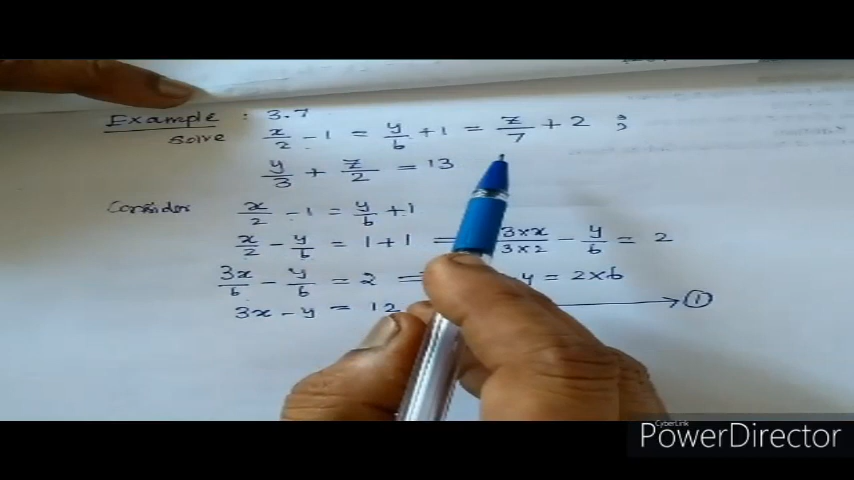 Example : 3.7
Solve x/2 - 1 = y/6 + 1 = z/7 + 2 ;
y/3 + z/2 = 13
Consider x/2 - 1 = y/6 + 1
x/2 - y/6 = 1 + 1 = 3×x/3×2 - y/6 = 2
3x/6 - y/6 = 2 = y = 2×6
3x - y = 12 → ①
CyberLink
PowerDirector